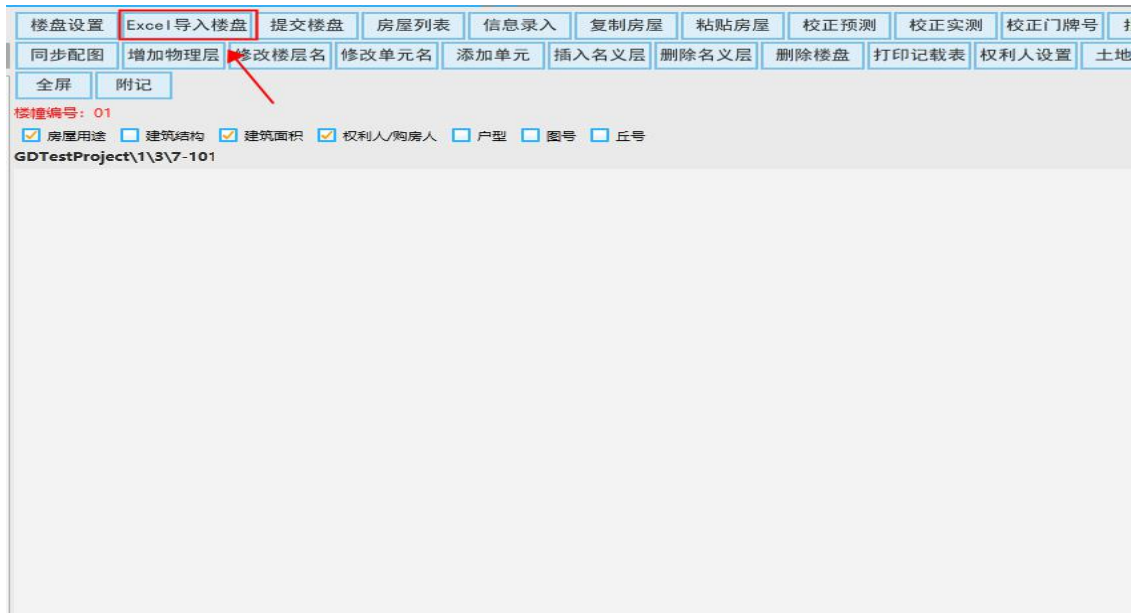 楼盘设置 Excel导入楼盘 提交楼盘 房屋列表 信息录入 复制房屋 粘贴房屋 校正预测 校正实测 校正门牌号
同步配图 增加物理层 修改楼层名 修改单元名 添加单元 插入名义层 删除名义层 删除楼盘 打印记载表 权利人设置 土地
全屏 附记
楼幢编号: 01
房屋用途 建筑结构 建筑面积 权利人/购房人 户型 图号 丘号
GDTestProject\1\3\7-101